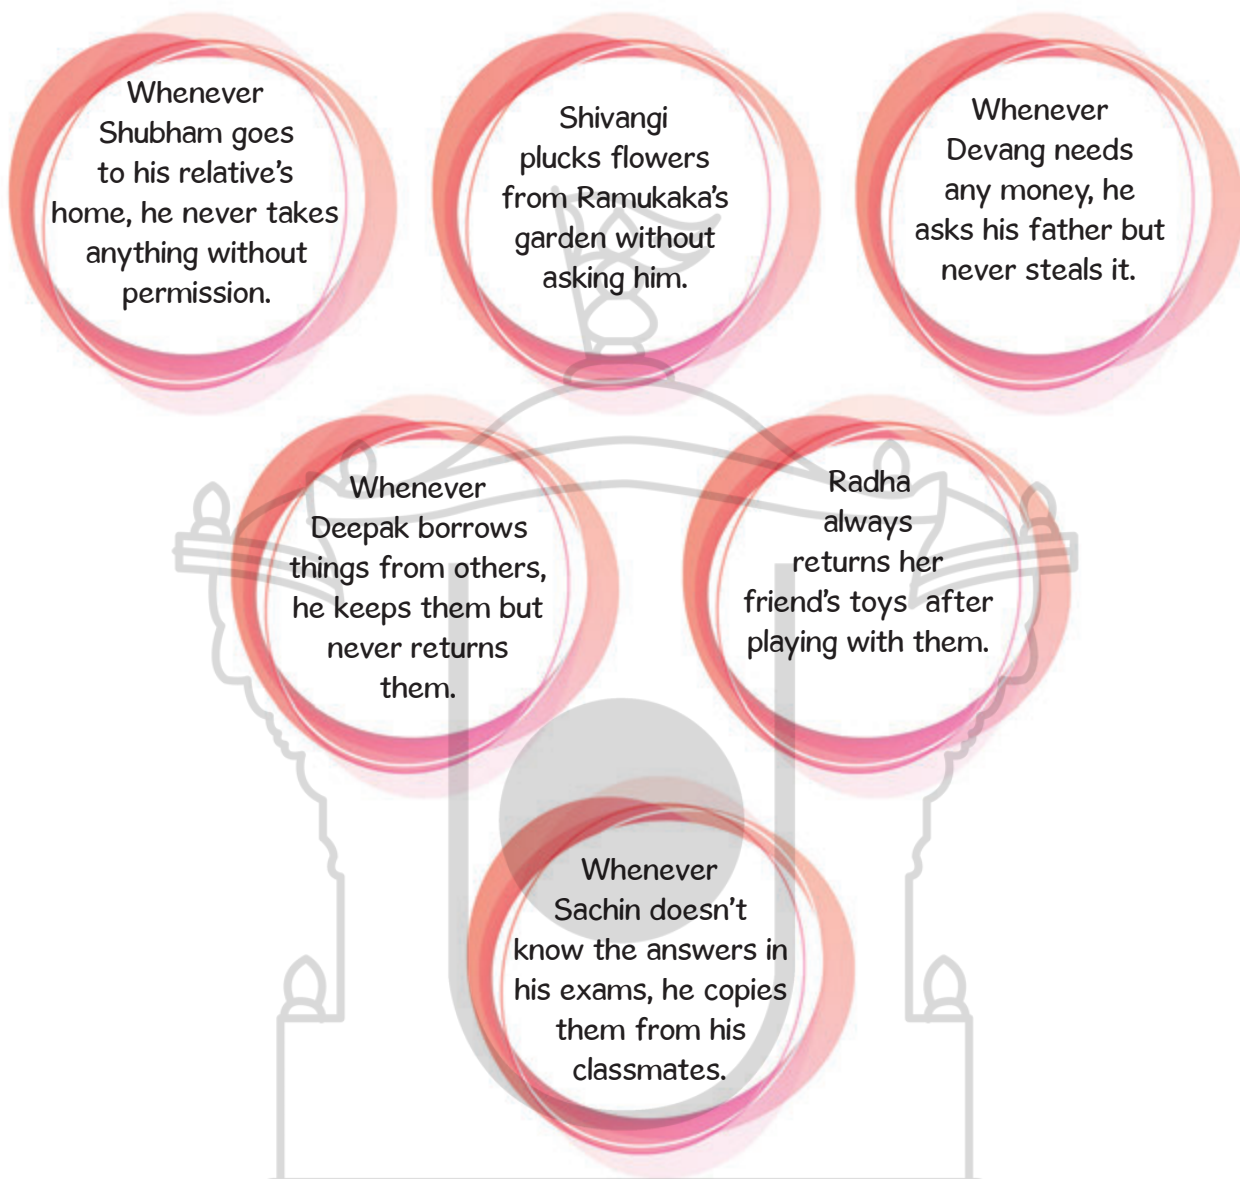 Whenever
Shubham goes
to his relative's
home, he never takes
anything without
permission.
Shivangi
plucks flowers
from Ramukaka's
garden without
asking him.
Whenever
Devang needs
any money, he
asks his father but
never steals it.
Whenever
Deepak borrows
things from others,
he keeps them but
never returns
them.
Radha
always
returns her
friend's toys after
playing with them.
Whenever
Sachin doesn't
know the answers in
his exams, he copies
them from his
classmates.